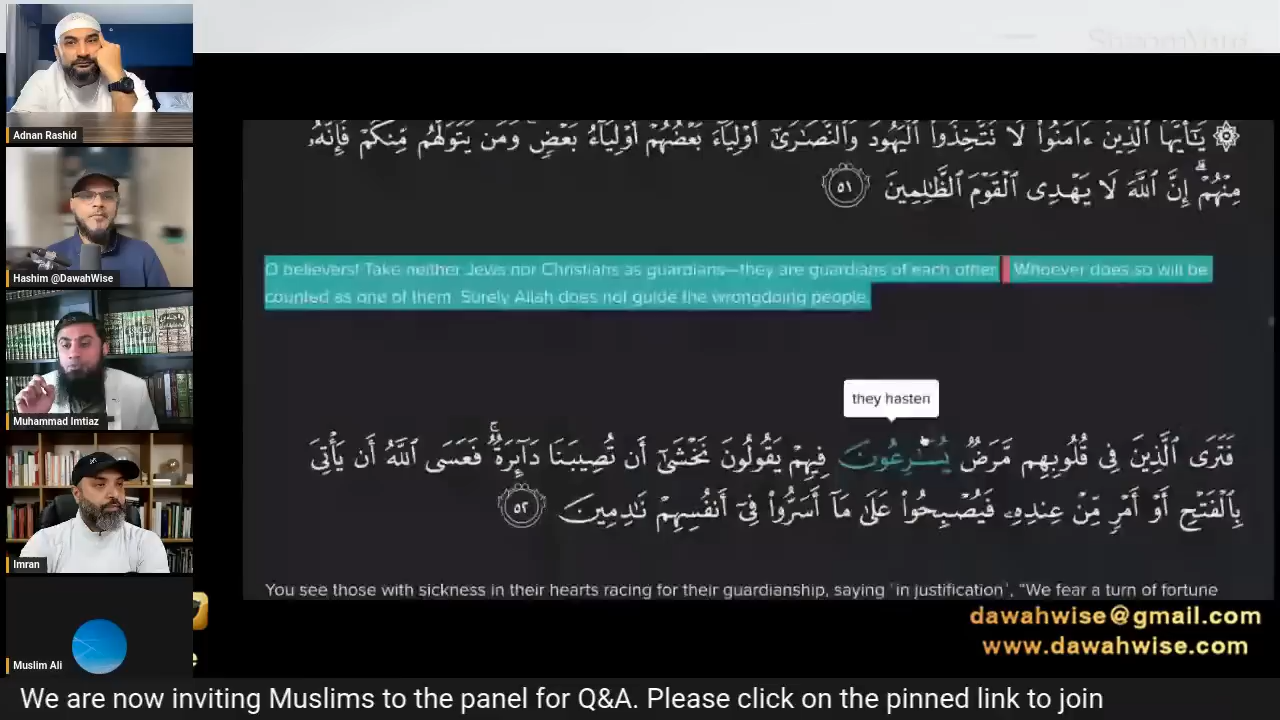 Adnan Rashid
Hashim @DawahWise
Muhammad Imtiaz
Imran
Muslim Ali
۞ يَـٰٓأَيُّهَا ٱلَّذِينَ ءَامَنُوا۟ لَا تَتَّخِذُوا۟ ٱلْيَهُودَ وَٱلنَّصَـٰرَىٰٓ أَوْلِيَآءَ بَعْضُهُمْ أَوْلِيَآءُ بَعْضٍ ۚ وَمَن يَتَوَلَّهُم مِّنكُمْ فَإِنَّهُۥ
مِنْهُمْ ۗ إِنَّ ٱللَّهَ لَا يَهْدِى ٱلْقَوْمَ ٱلظَّـٰلِمِينَ ٥١
O believers! Take neither Jews nor Christians as guardians—they are guardians of each other. Whoever does so will be
counted as one of them. Surely Allah does not guide the wrongdoing people.
they hasten
فَتَرَى ٱلَّذِينَ فِى قُلُوبِهِم مَّرَضٌ يُسَـٰرِعُونَ فِيهِمْ يَقُولُونَ نَخْشَىٰٓ أَن تُصِيبَنَا دَآئِرَةٌ ۚ فَعَسَى ٱللَّهُ أَن يَأْتِىَ
بِٱلْفَتْحِ أَوْ أَمْرٍ مِّنْ عِندِهِۦ فَيُصْبِحُوا۟ عَلَىٰ مَآ أَسَرُّوا۟ فِىٓ أَنفُسِهِمْ نَـٰدِمِينَ ٥٢
You see those with sickness in their hearts racing for their guardianship, saying ˹in justification˺, “We fear a turn of fortune
dawahwise@gmail.com
www.dawahwise.com
We are now inviting Muslims to the panel for Q&A. Please click on the pinned link to join